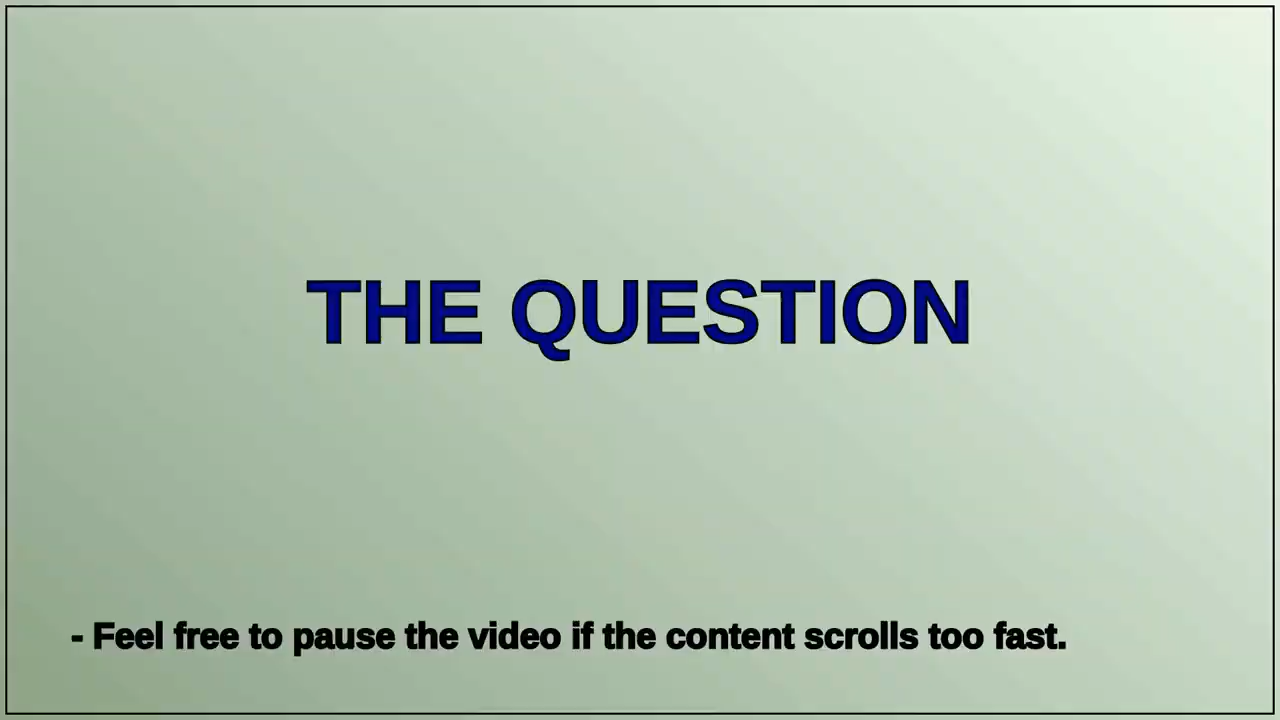 THE QUESTION
- Feel free to pause the video if the content scrolls too fast.